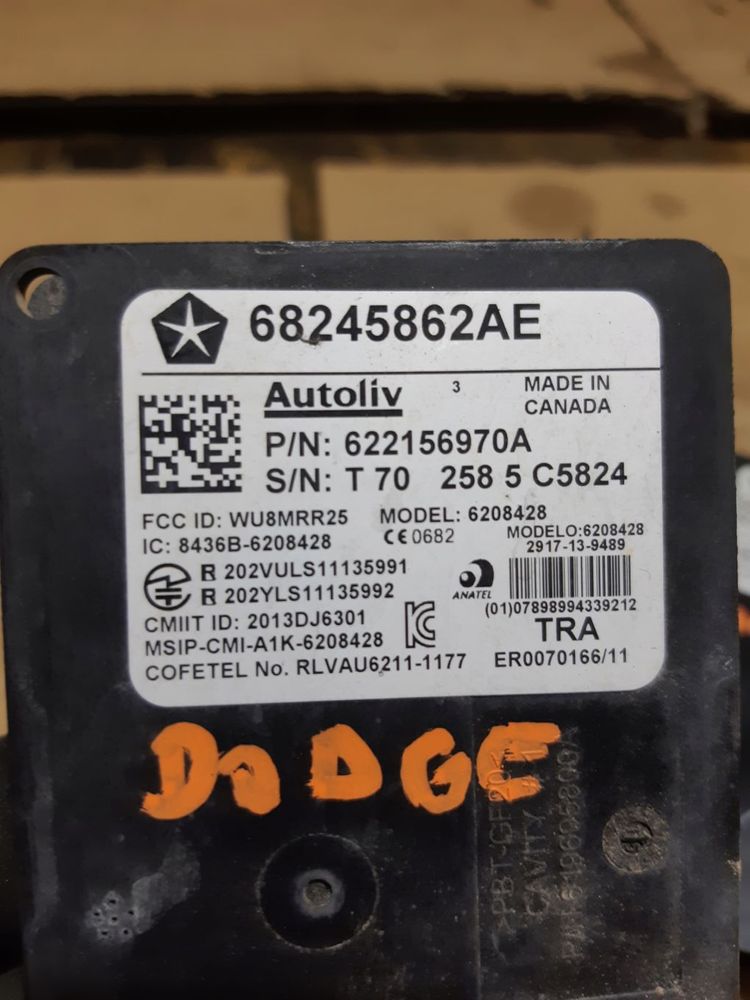 68245862AE
Autoliv 3 MADE IN
CANADA
P/N: 622156970A
S/N: T 70 258 5 C5824
FCC ID: WU8MRR25 MODEL: 6208428
IC: 8436B-6208428 CE 0682 MODELO:6208428
2917-13-9489
R 202VULS11135991
R 202YLS11135992
ANATEL
(01)07898994339212
CMIIT ID: 2013DJ6301
TRA
MSIP-CMI-A1K-6208428
ER0070166/11
COFETEL No. RLVAU6211-1177
DODGE
CAVITY